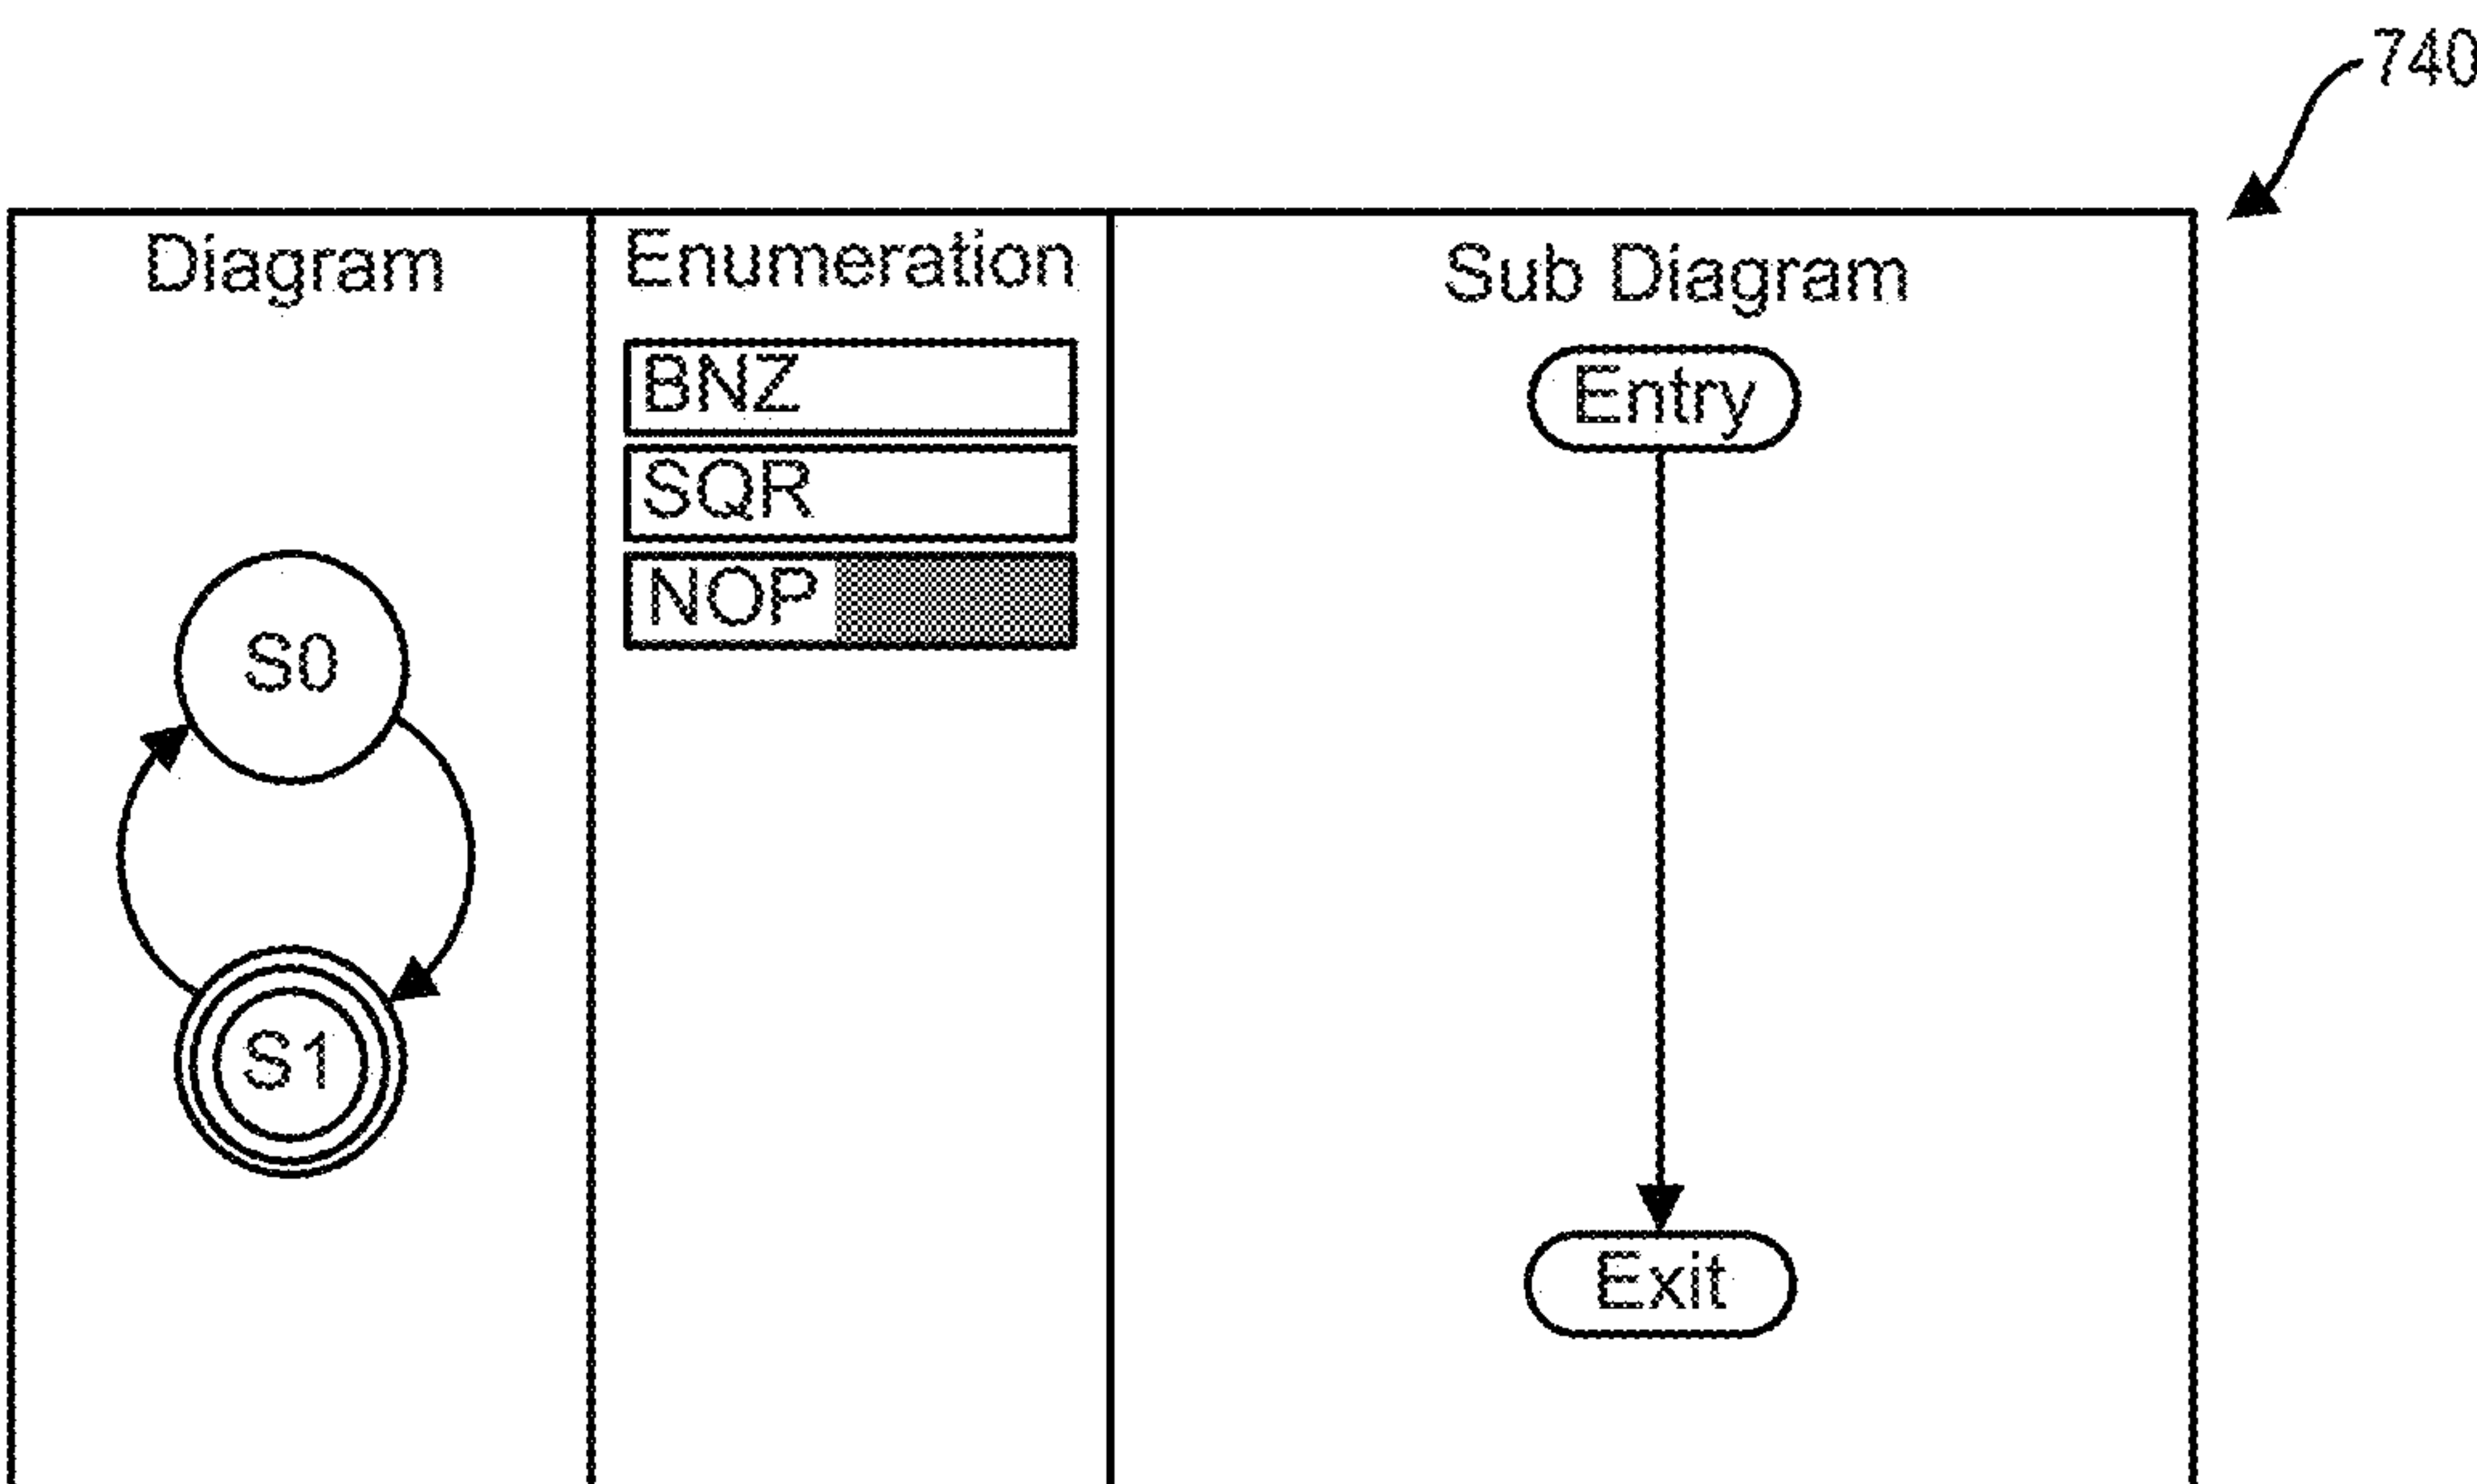 740
Diagram
Enumeration
Sub Diagram
BNZ
SQR
NOP
S0
S1
Entry
Exit